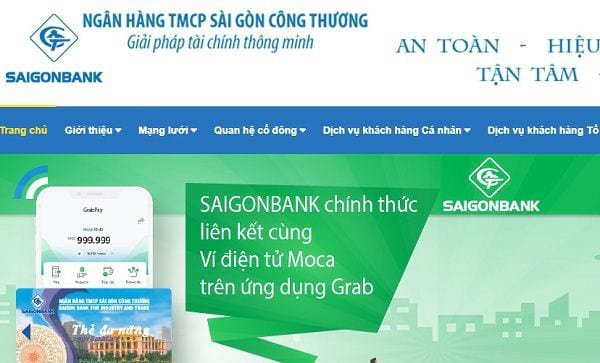 NGÂN HÀNG TMCP SÀI GÒN CÔNG THƯƠNG
Giải pháp tài chính thông minh
SAIGONBANK
AN TOÀN - HIỆU
TẬN TÂM -
Trang chủ Giới thiệu Mạng lưới Quan hệ cổ đông Dịch vụ khách hàng Cá nhân Dịch vụ khách hàng Tổ
SAIGONBANK
SAIGONBANK chính thức
liên kết cùng
Ví điện tử Moca
trên ứng dụng Grab
GrabPay
999.999
NGÂN HÀNG TMCP SÀI GÒN CÔNG THƯƠNG
SAIGON BANK FOR INDUSTRY AND TRADE
Thẻ đa năng